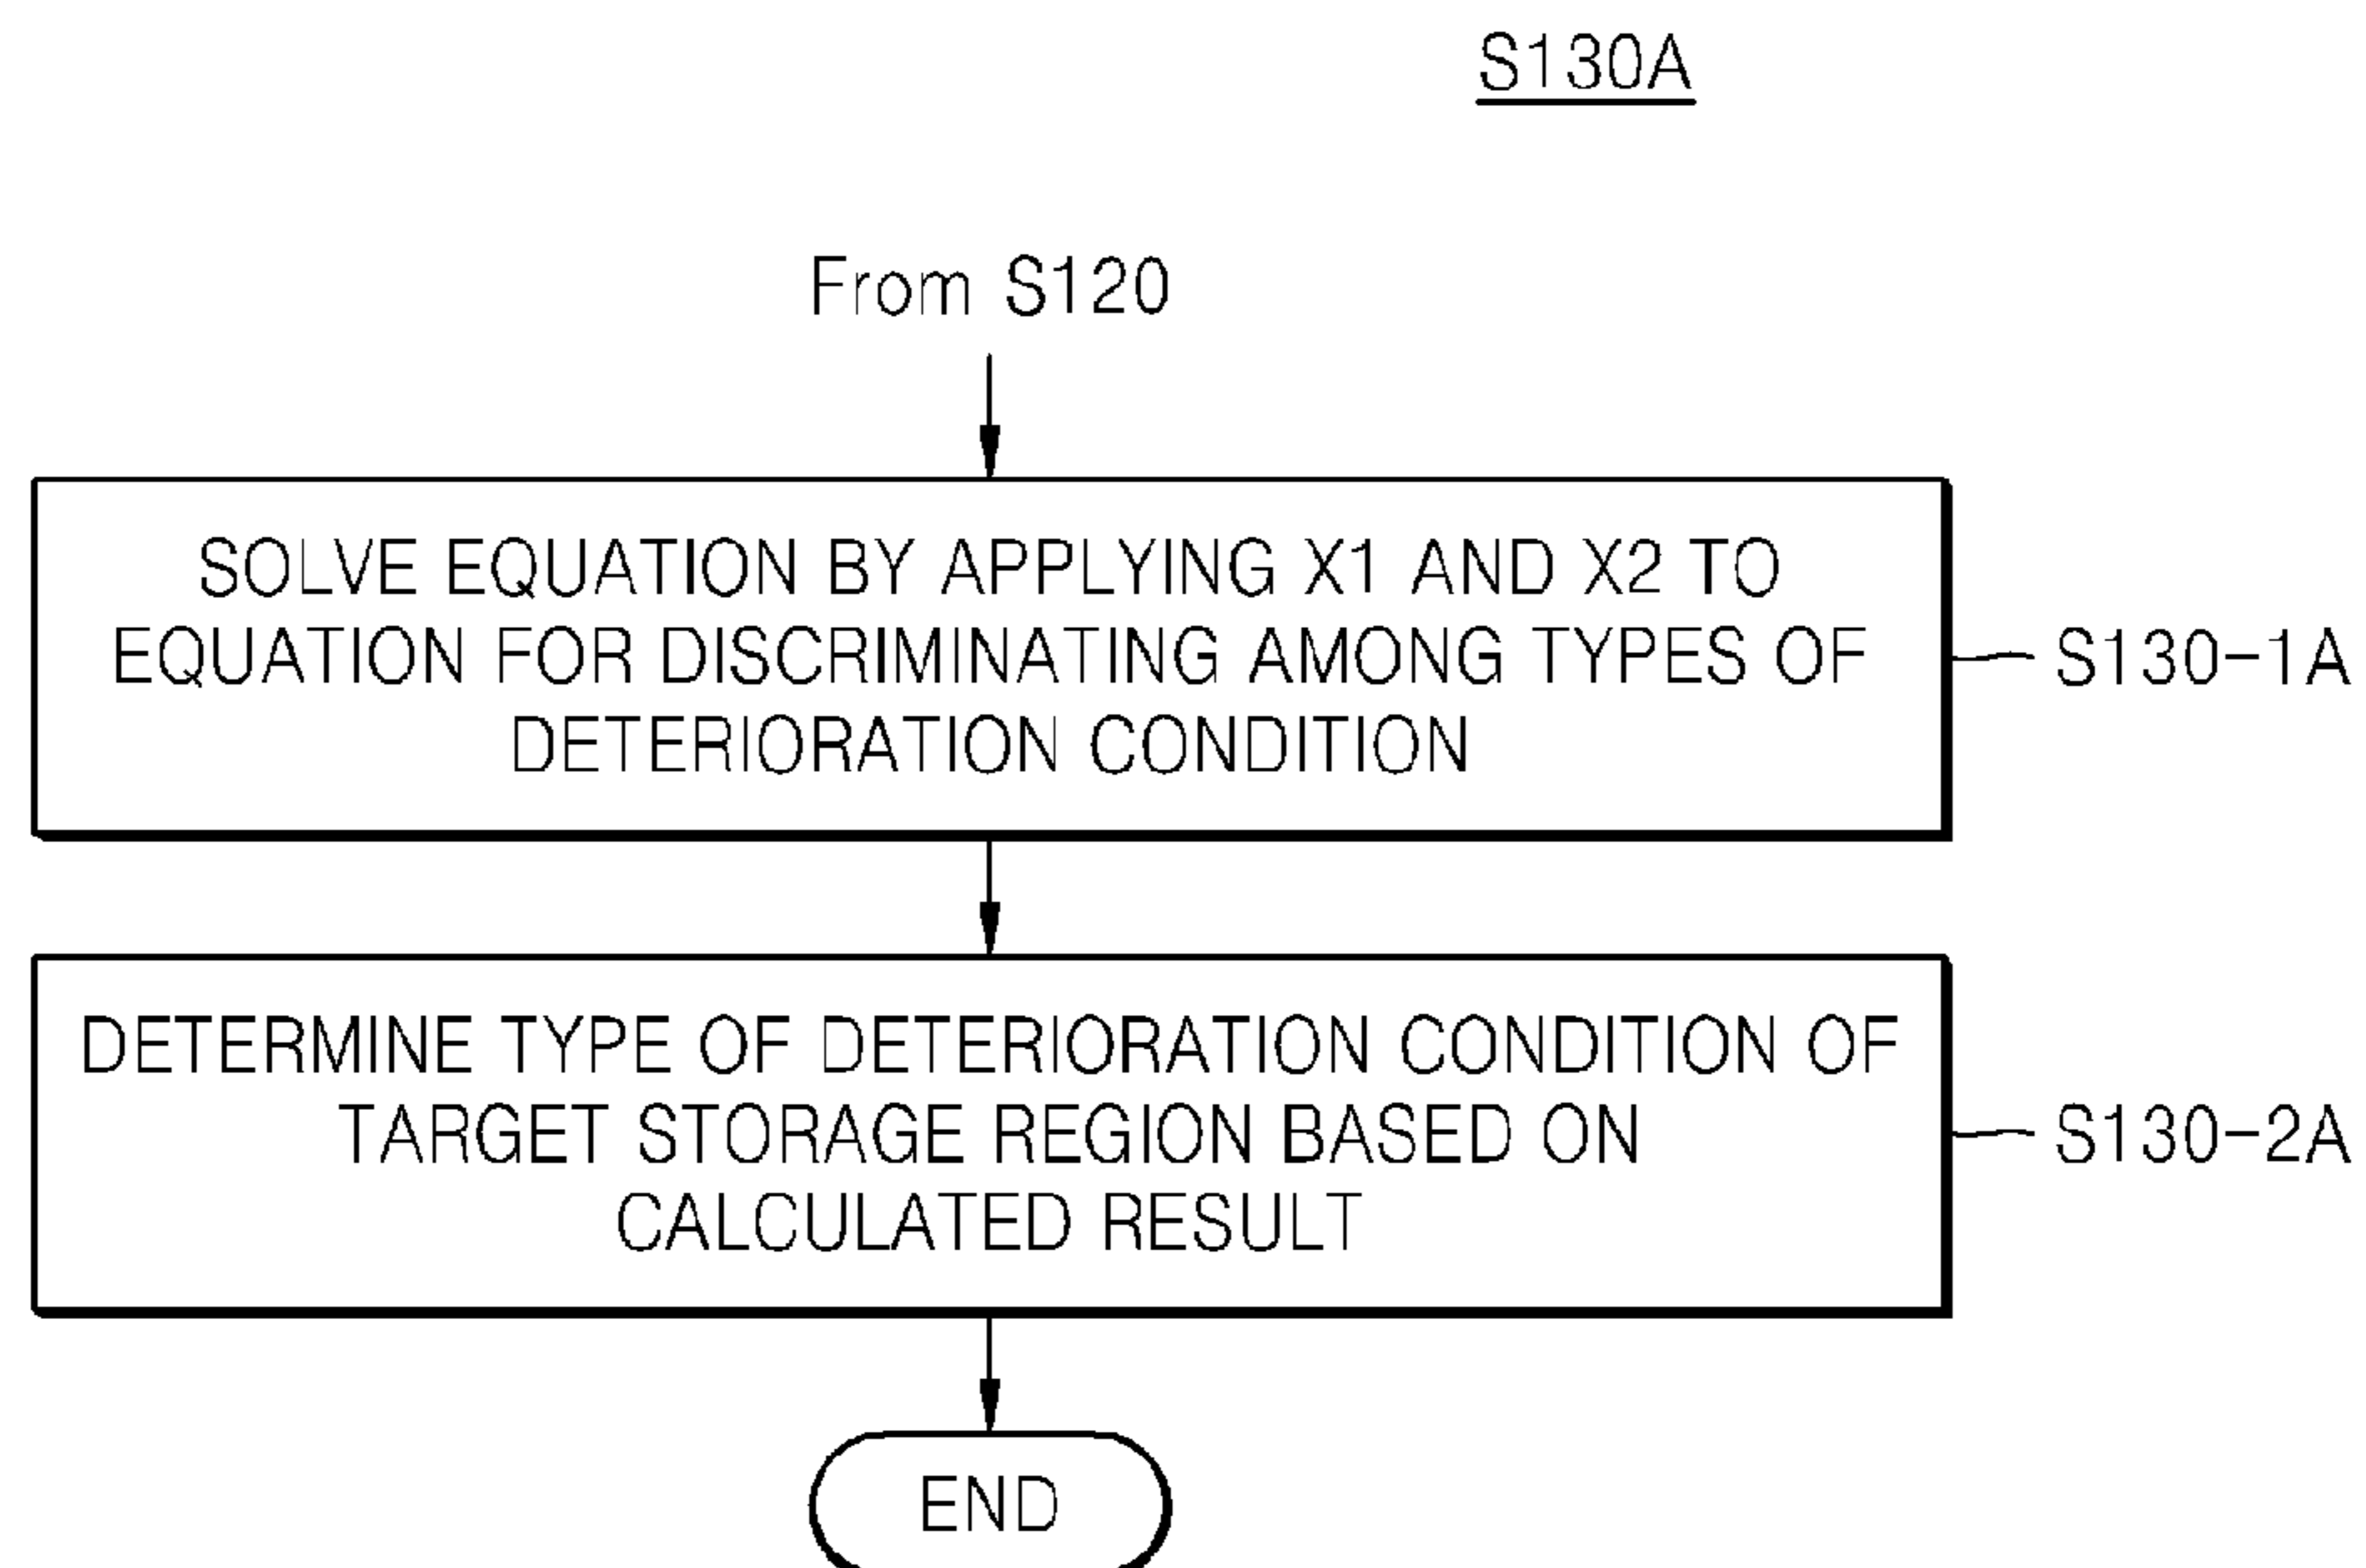 S130A
From S120
SOLVE EQUATION BY APPLYING X1 AND X2 TO
EQUATION FOR DISCRIMINATING AMONG TYPES OF
DETERIORATION CONDITION
S130-1A
DETERMINE TYPE OF DETERIORATION CONDITION OF
TARGET STORAGE REGION BASED ON
CALCULATED RESULT
S130-2A
END